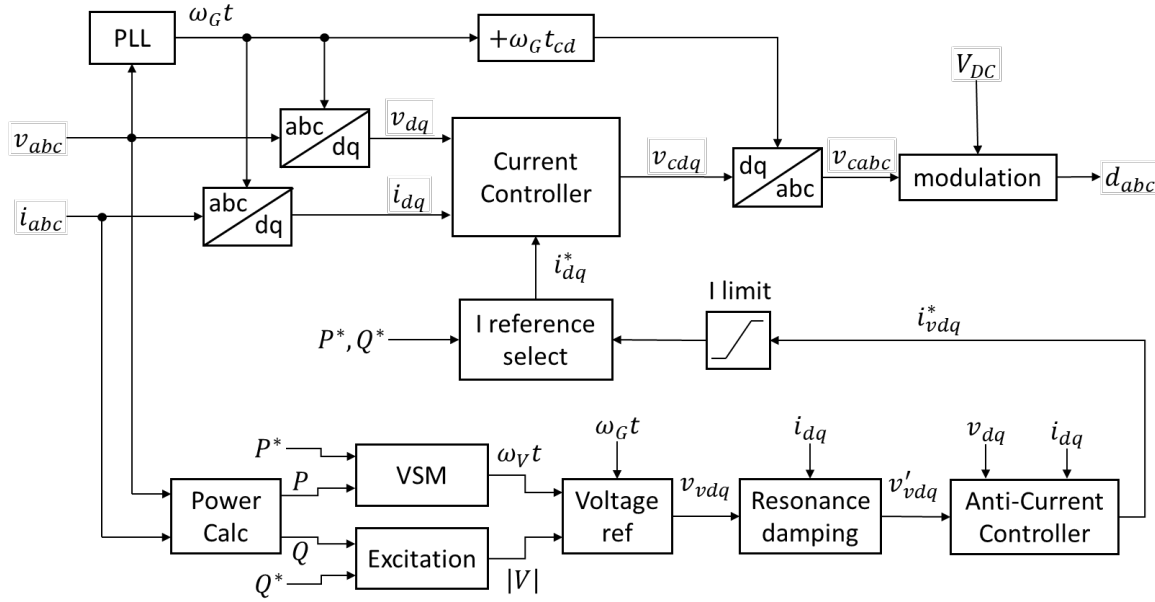 PLL
ω_G t
+ω_G t_cd
V_DC
v_abc
abc
dq
v_dq
Current
Controller
v_cdq
dq
abc
v_cabc
modulation
d_abc
i_abc
abc
dq
i_dq
i*_dq
I limit
P*, Q*
I reference
select
i*_vdq
P*
P
VSM
ω_V t
ω_G t
i_dq
v_dq
i_dq
Power
Calc
Voltage
ref
v_vdq
Resonance
damping
v'_vdq
Anti-Current
Controller
Q
Q*
Excitation
|V|